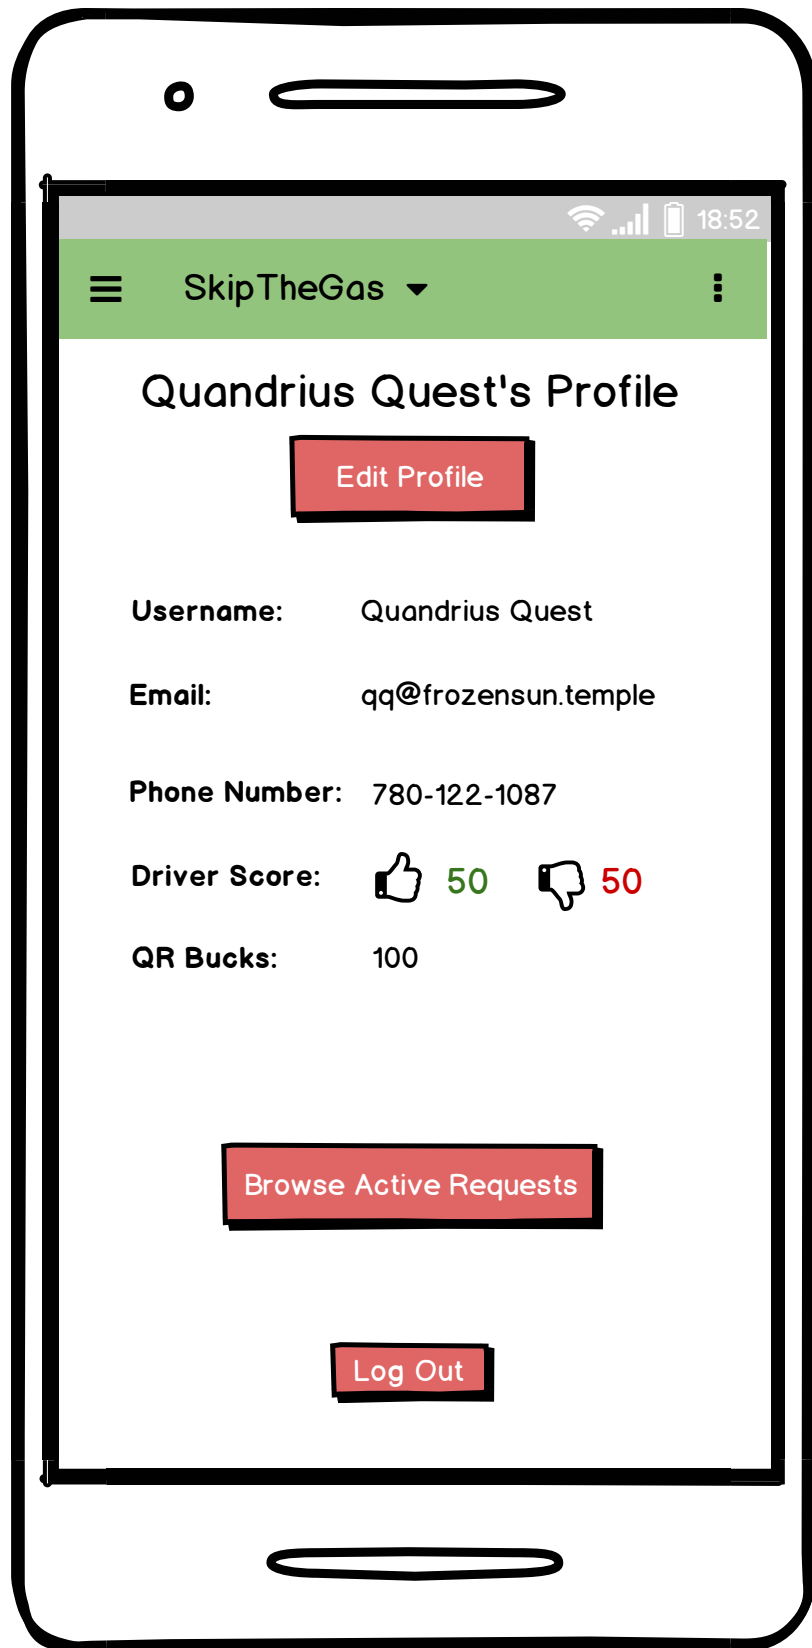 18:52
SkipTheGas
Quandrius Quest's Profile
Edit Profile
Username: Quandrius Quest
Email: qq@frozensun.temple
Phone Number: 780-122-1087
Driver Score: 50 50
QR Bucks: 100
Browse Active Requests
Log Out